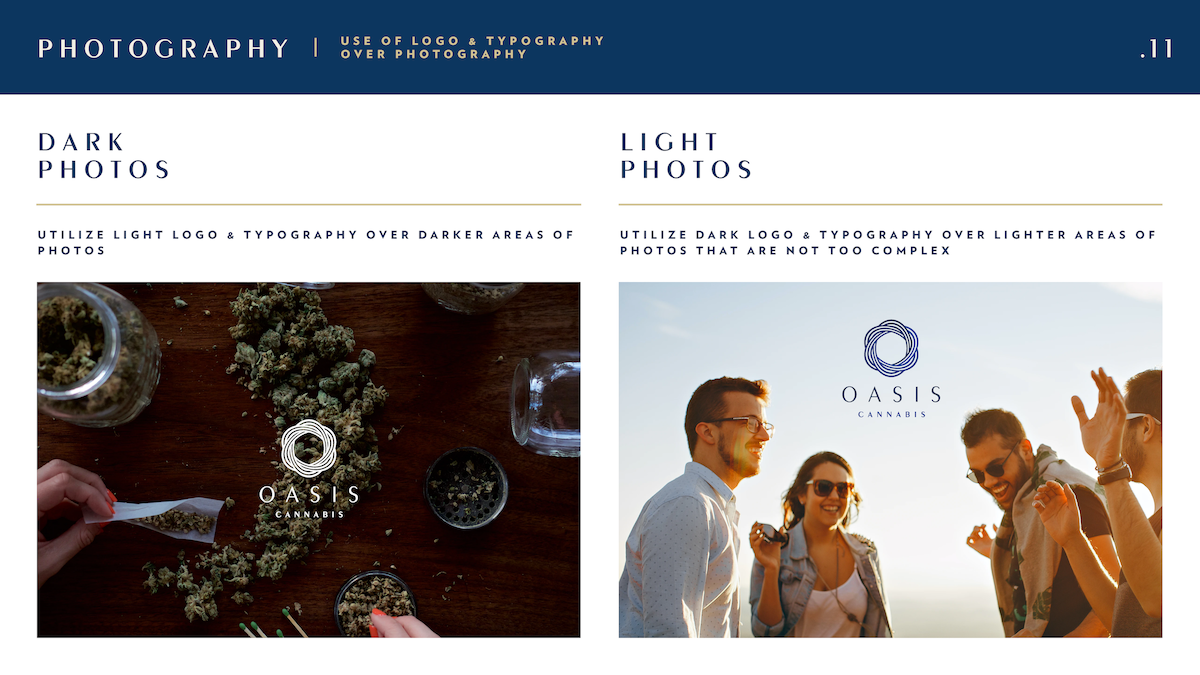 PHOTOGRAPHY
USE OF LOGO & TYPOGRAPHY
OVER PHOTOGRAPHY
.11
DARK
PHOTOS
UTILIZE LIGHT LOGO & TYPOGRAPHY OVER DARKER AREAS OF
PHOTOS
OASIS
CANNABIS
LIGHT
PHOTOS
UTILIZE DARK LOGO & TYPOGRAPHY OVER LIGHTER AREAS OF
PHOTOS THAT ARE NOT TOO COMPLEX
OASIS
CANNABIS